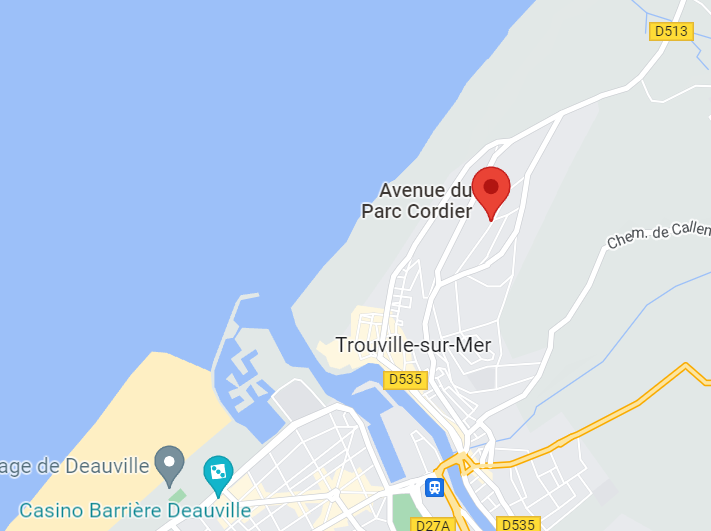 D513
Avenue du
Parc Cordier
Chem. de Callen
Trouville-sur-Mer
D535
age de Deauville
Casino Barrière Deauville
D27A
D535